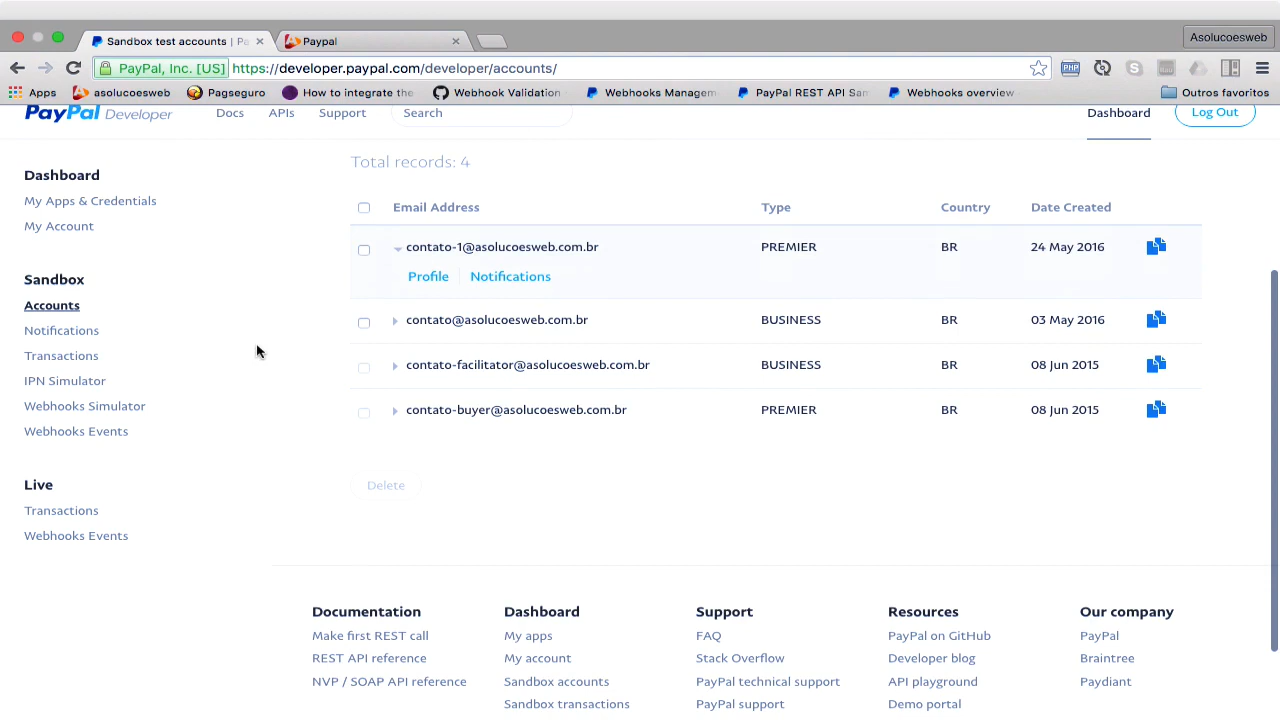 Sandbox test accounts | Pa
Paypal
Asolucoesweb
PayPal, Inc. [US] https://developer.paypal.com/developer/accounts/
Apps asolucoesweb Pagseguro How to integrate the Webhook Validation Webhooks Managem PayPal REST API Sam Webhooks overview Outros favoritos
PayPal Developer Docs APIs Support Search Dashboard Log Out
Dashboard
My Apps & Credentials
My Account
Sandbox
Accounts
Notifications
Transactions
IPN Simulator
Webhooks Simulator
Webhooks Events
Live
Transactions
Webhooks Events
Total records: 4
Email Address Type Country Date Created
contato-1@asolucoesweb.com.br PREMIER BR 24 May 2016
Profile Notifications
contato@asolucoesweb.com.br BUSINESS BR 03 May 2016
contato-facilitator@asolucoesweb.com.br BUSINESS BR 08 Jun 2015
contato-buyer@asolucoesweb.com.br PREMIER BR 08 Jun 2015
Delete
Documentation
Make first REST call
REST API reference
NVP / SOAP API reference
Dashboard
My apps
My account
Sandbox accounts
Sandbox transactions
Support
FAQ
Stack Overflow
PayPal technical support
PayPal support
Resources
PayPal on GitHub
Developer blog
API playground
Demo portal
Our company
PayPal
Braintree
Paydiant